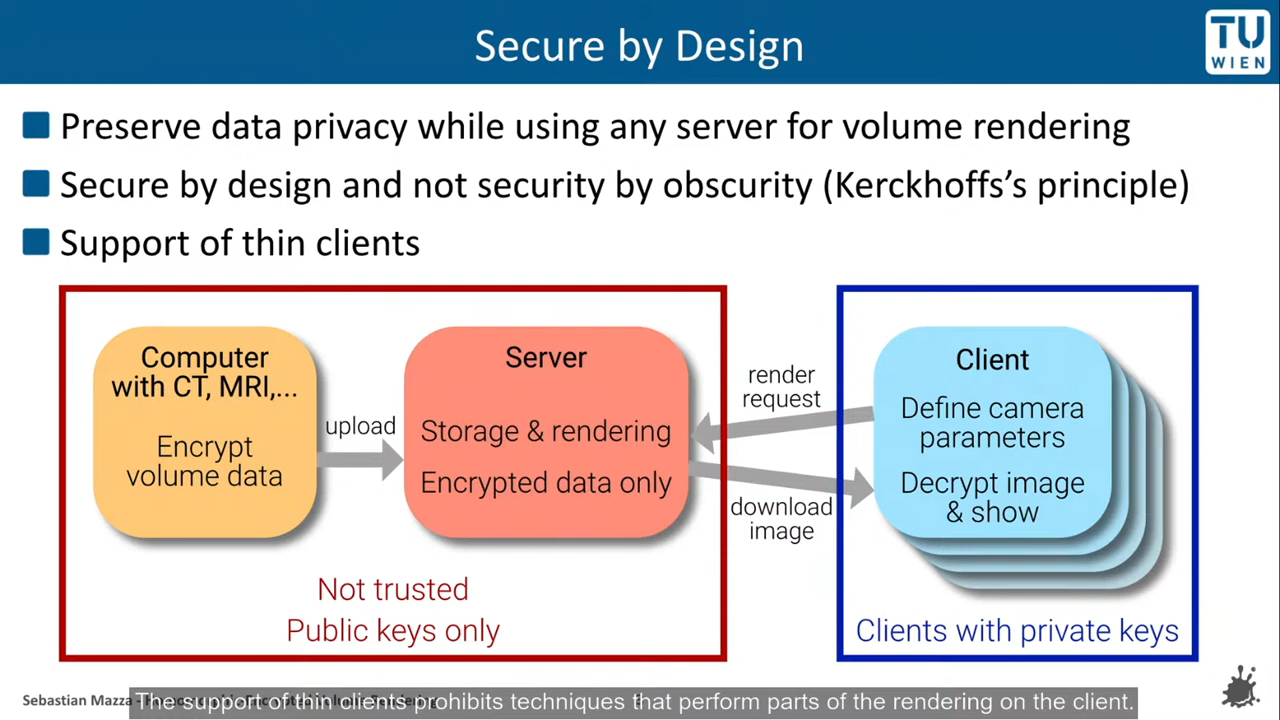 Secure by Design
TU
WIEN
Preserve data privacy while using any server for volume rendering
Secure by design and not security by obscurity (Kerckhoffs's principle)
Support of thin clients
Computer
with CT, MRI,...
Encrypt
volume data
upload
Server
Storage & rendering
Encrypted data only
render
request
download
image
Client
Define camera
parameters
Decrypt image
& show
Not trusted
Public keys only
Clients with private keys
Sebastian Mazza
The support of thin clients prohibits techniques that perform parts of the rendering on the client.